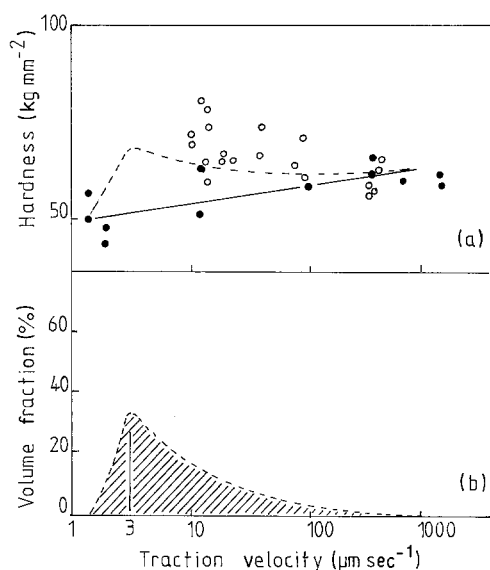 100
Hardness (kg mm⁻²)
50
(a)
Volume fraction (%)
60
40
20
0
(b)
1 3 10 100 1000
Traction velocity (μm sec⁻¹)